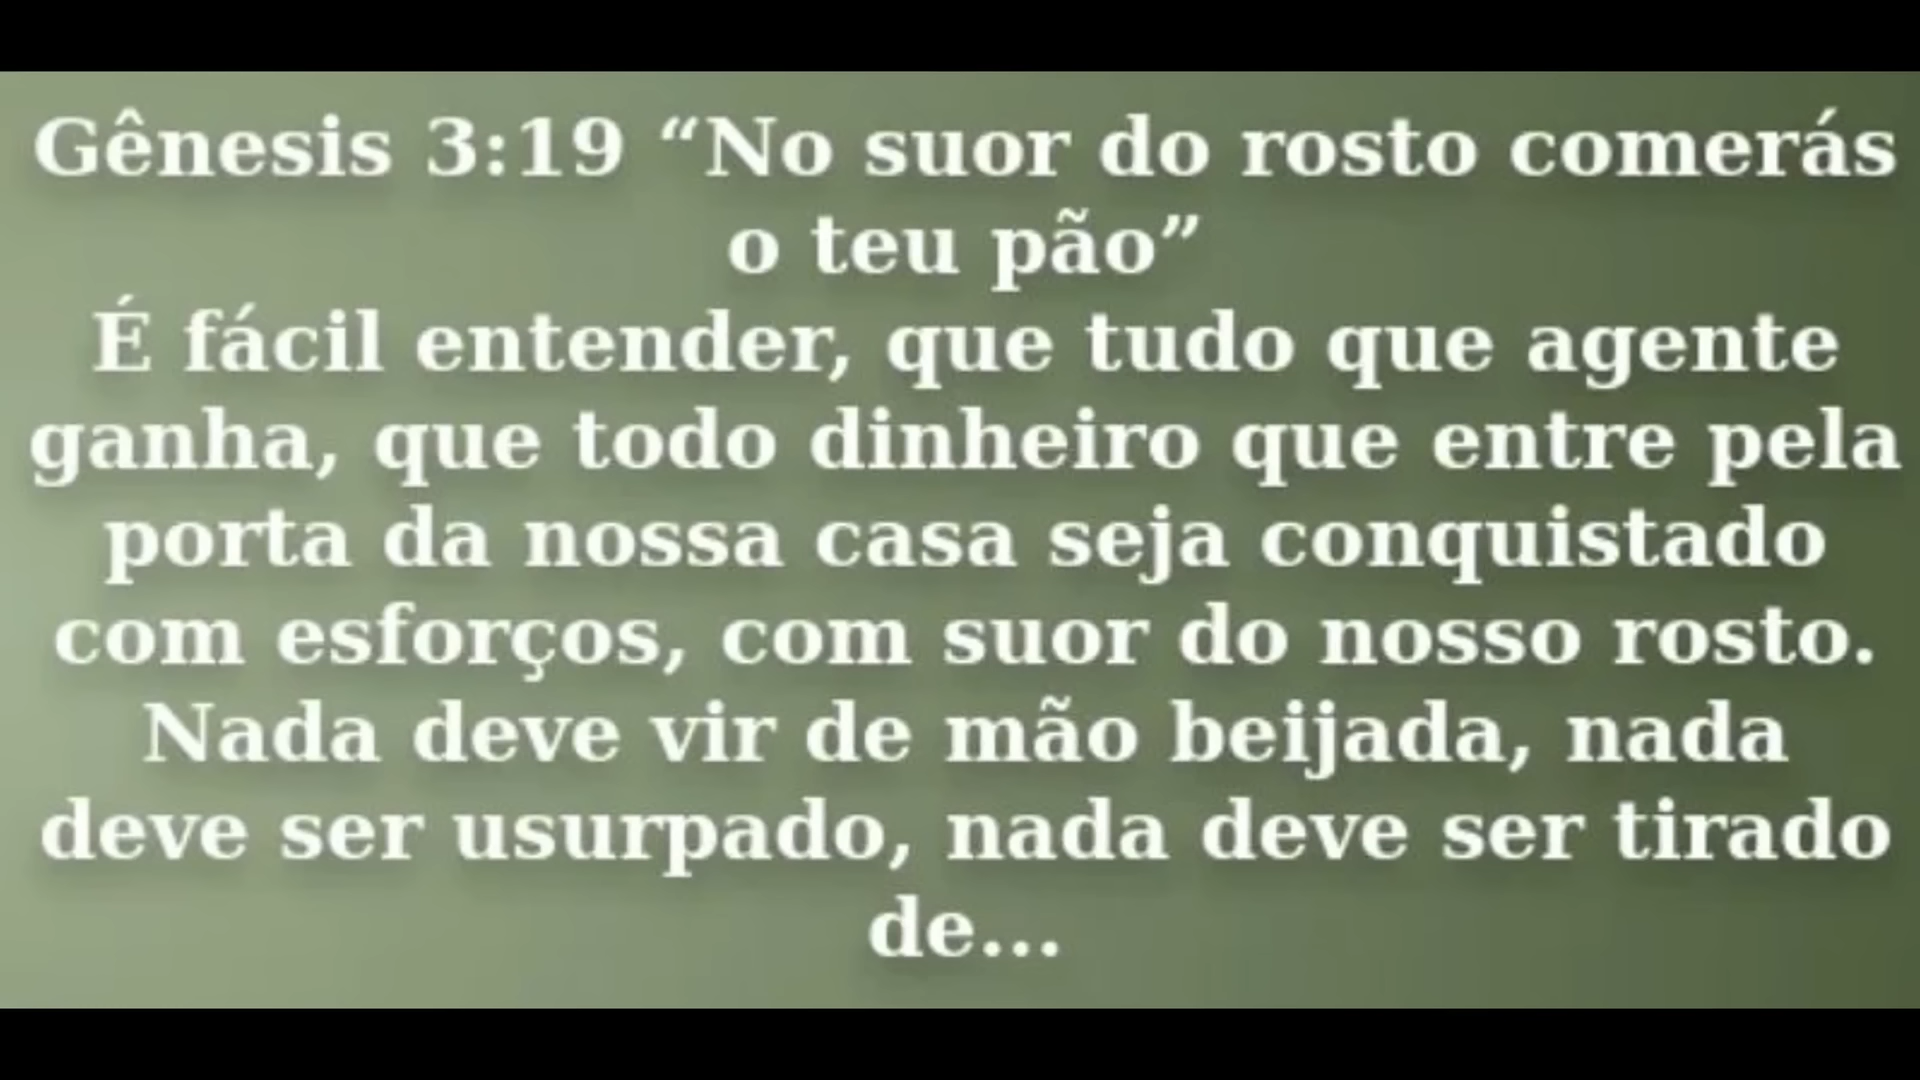 Gênesis 3:19 “No suor do rosto comerás
o teu pão”
É fácil entender, que tudo que agente
ganha, que todo dinheiro que entre pela
porta da nossa casa seja conquistado
com esforços, com suor do nosso rosto.
Nada deve vir de mão beijada, nada
deve ser usurpado, nada deve ser tirado
de...